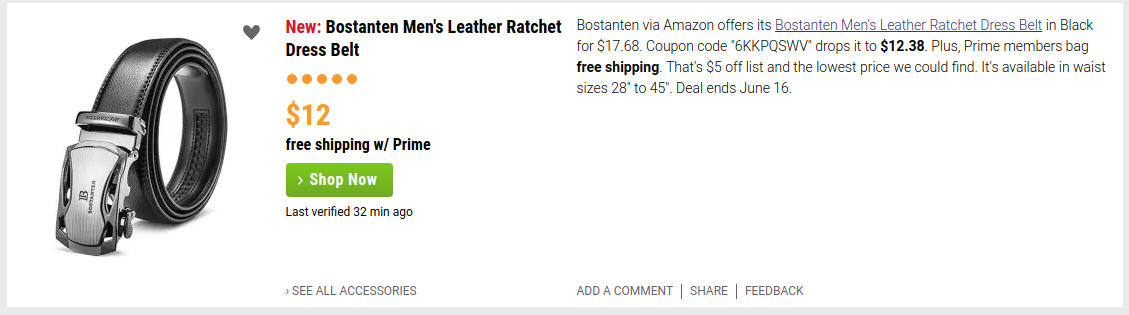 New: Bostanten Men's Leather Ratchet
Dress Belt
$12
free shipping w/ Prime
› Shop Now
Last verified 32 min ago
› SEE ALL ACCESSORIES
Bostanten via Amazon offers its Bostanten Men's Leather Ratchet Dress Belt in Black
for $17.68. Coupon code "6KKPQSWV" drops it to $12.38. Plus, Prime members bag
free shipping. That's $5 off list and the lowest price we could find. It's available in waist
sizes 28" to 45". Deal ends June 16.
ADD A COMMENT | SHARE | FEEDBACK
B
BOSTANTEN